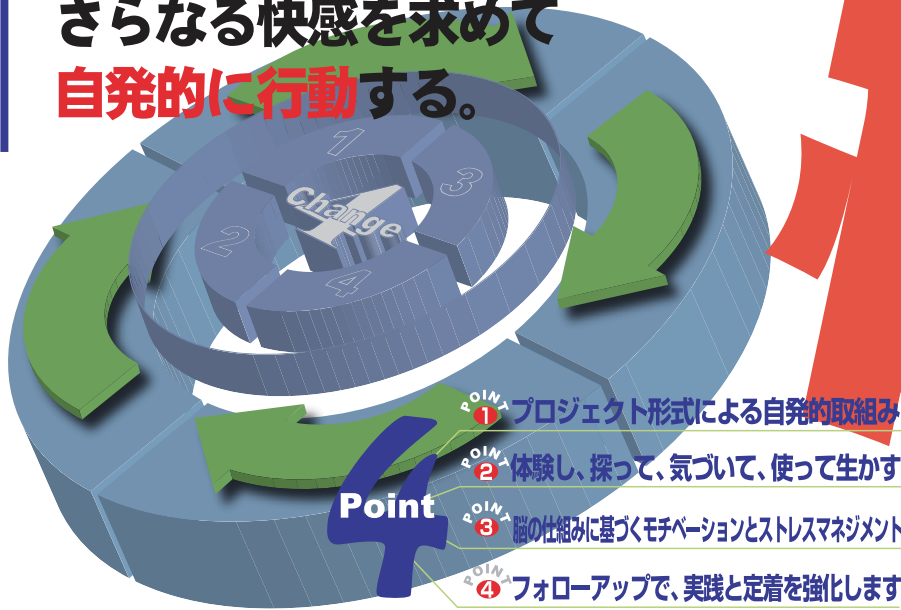 さらなる快感を求めて
自発的に行動する。
1
3
Change
4
2
4
4 Point
POINT 1 プロジェクト形式による自発的取組み
POINT 2 体験し、探って、気づいて、使って生かす
POINT 3 脳の仕組みに基づくモチベーションとストレスマネジメント
POINT 4 フォローアップで、実践と定着を強化します